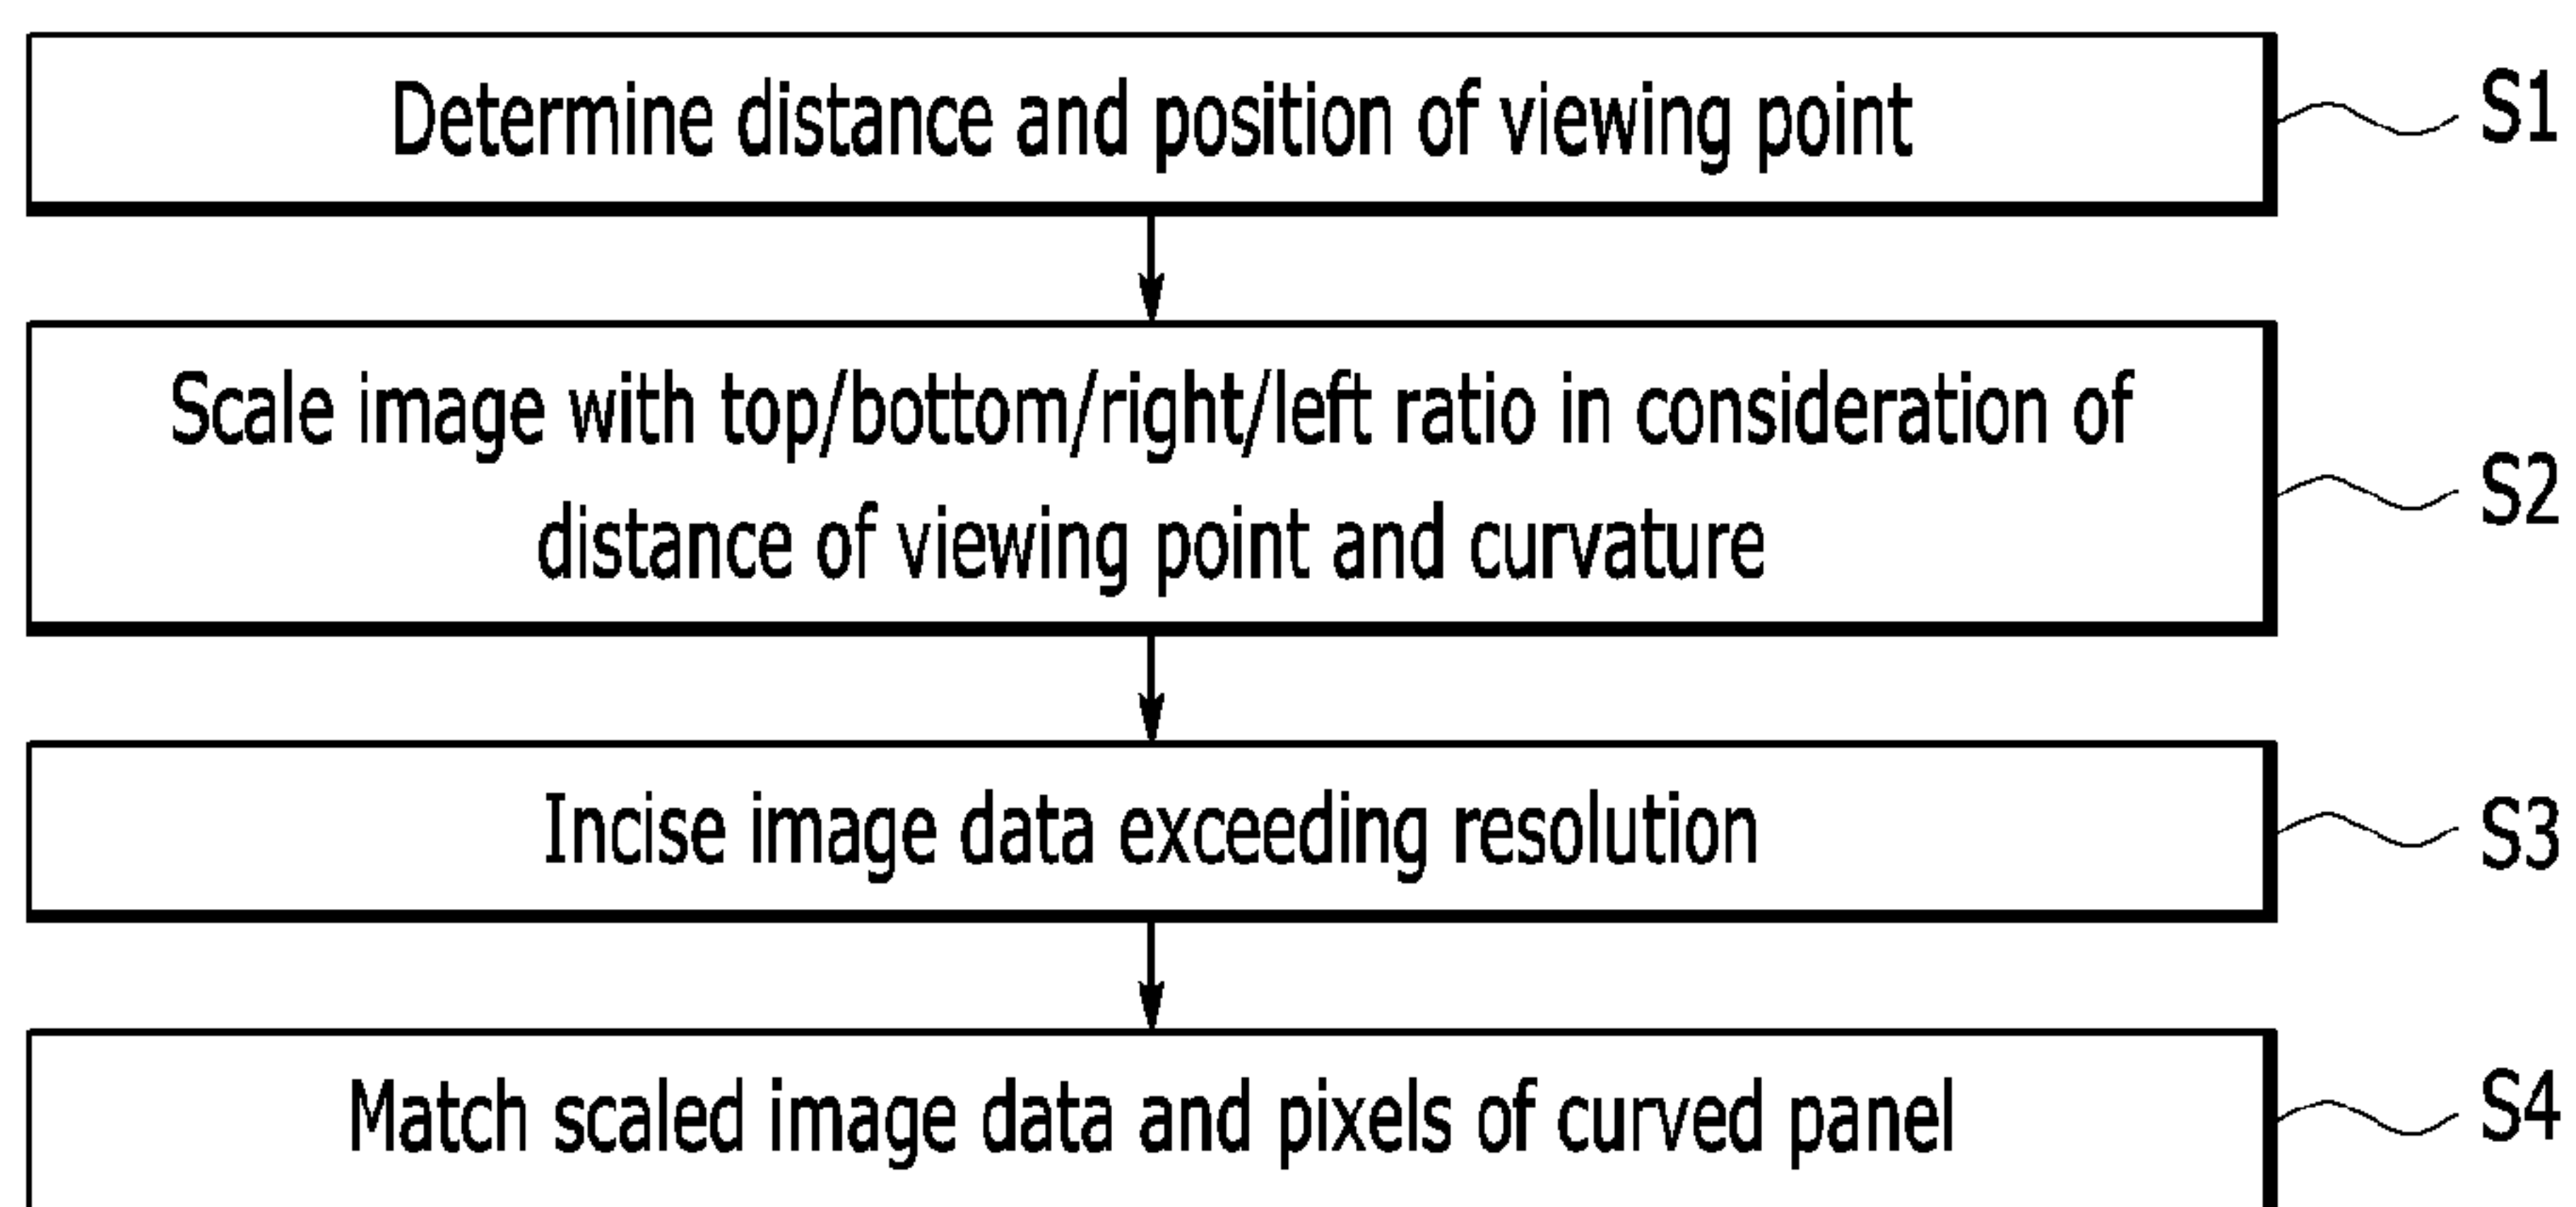 Determine distance and position of viewing point
S1
Scale image with top/bottom/right/left ratio in consideration of
distance of viewing point and curvature
S2
Incise image data exceeding resolution
S3
Match scaled image data and pixels of curved panel
S4